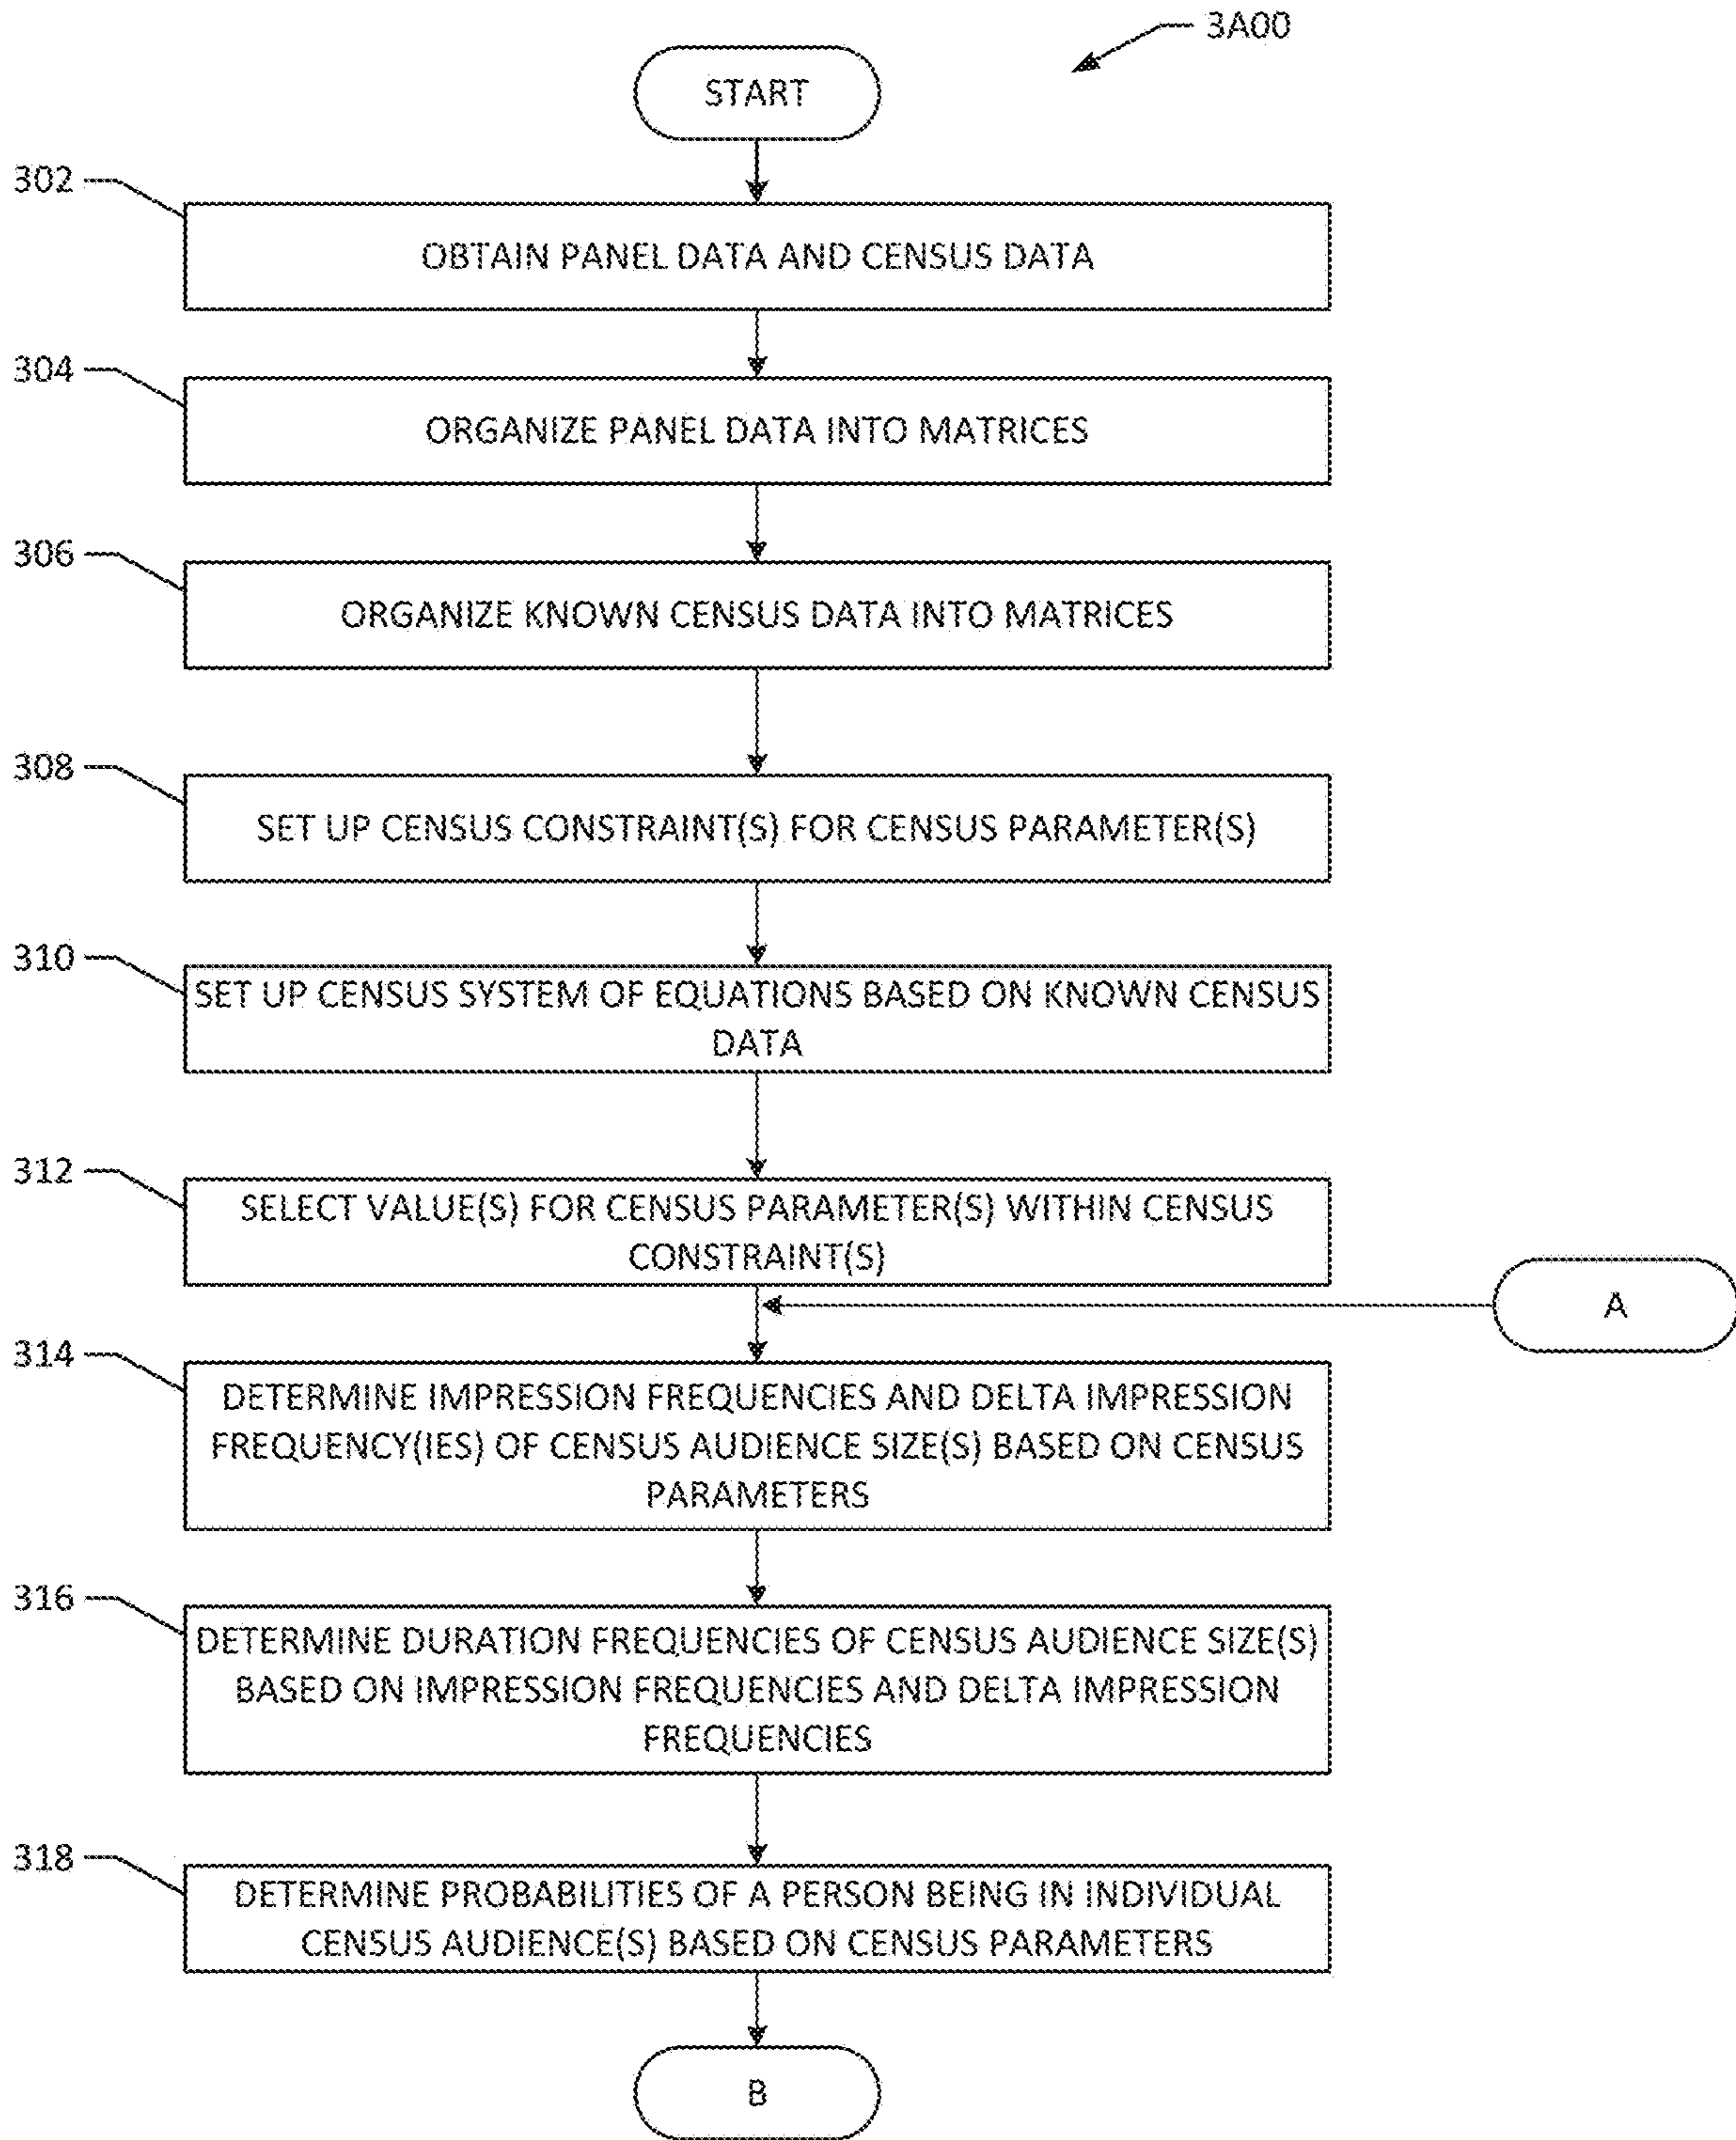 3A00
START
302
OBTAIN PANEL DATA AND CENSUS DATA
304
ORGANIZE PANEL DATA INTO MATRICES
306
ORGANIZE KNOWN CENSUS DATA INTO MATRICES
308
SET UP CENSUS CONSTRAINT(S) FOR CENSUS PARAMETER(S)
310
SET UP CENSUS SYSTEM OF EQUATIONS BASED ON KNOWN CENSUS
DATA
312
SELECT VALUE(S) FOR CENSUS PARAMETER(S) WITHIN CENSUS
CONSTRAINT(S)
A
314
DETERMINE IMPRESSION FREQUENCIES AND DELTA IMPRESSION
FREQUENCY(IES) OF CENSUS AUDIENCE SIZE(S) BASED ON CENSUS
PARAMETERS
316
DETERMINE DURATION FREQUENCIES OF CENSUS AUDIENCE SIZE(S)
BASED ON IMPRESSION FREQUENCIES AND DELTA IMPRESSION
FREQUENCIES
318
DETERMINE PROBABILITIES OF A PERSON BEING IN INDIVIDUAL
CENSUS AUDIENCE(S) BASED ON CENSUS PARAMETERS
B